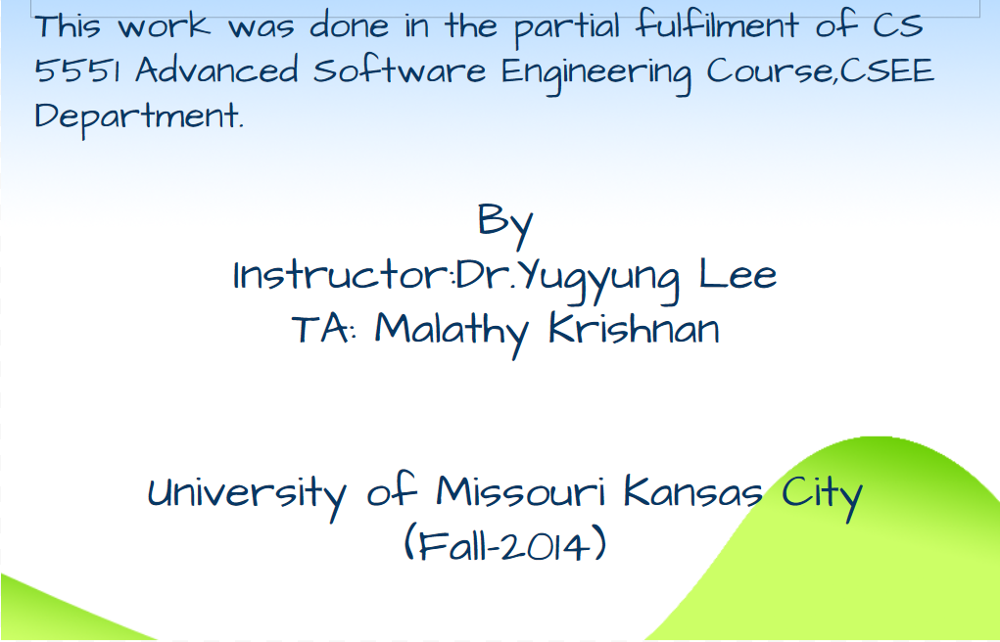 This work was done in the partial fulfilment of CS
5551 Advanced Software Engineering Course,CSEE
Department.
By
Instructor:Dr.Yugyung Lee
TA: Malathy Krishnan
University of Missouri Kansas City
(Fall-2014)